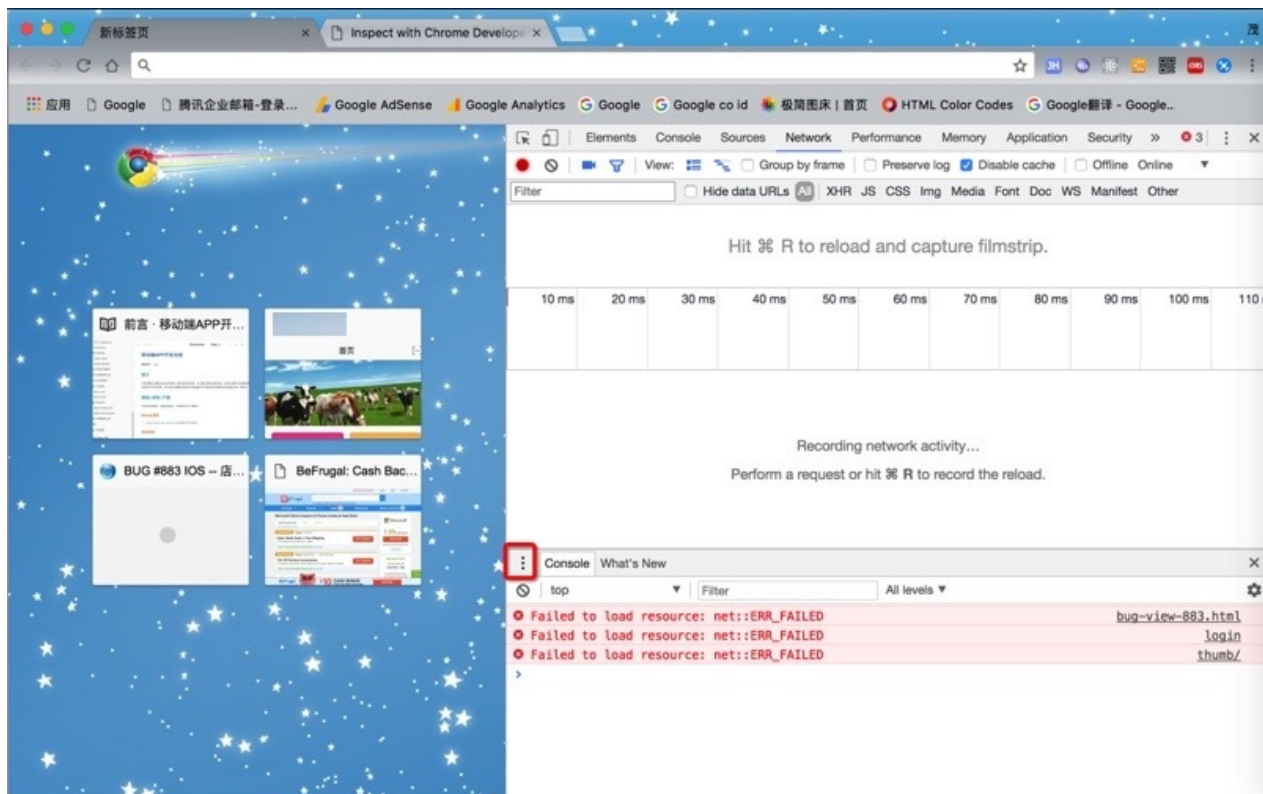 新标签页 × Inspect with Chrome Develope ×
茂
应用 Google 腾讯企业邮箱-登录... Google AdSense Google Analytics Google Google co id 极简图床 | 首页 HTML Color Codes Google翻译 - Google...
Elements Console Sources Network Performance Memory Application Security » 3
View: Group by frame Preserve log Disable cache Offline Online ▼
Filter Hide data URLs All XHR JS CSS Img Media Font Doc WS Manifest Other
Hit ⌘ R to reload and capture filmstrip.
10 ms 20 ms 30 ms 40 ms 50 ms 60 ms 70 ms 80 ms 90 ms 100 ms 110
前言 · 移动端APP开...
首页
BUG #883 IOS -- 店...
BeFrugal: Cash Bac...
Recording network activity...
Perform a request or hit ⌘ R to record the reload.
Console What's New
top ▼ Filter All levels ▼
Failed to load resource: net::ERR_FAILED bug-view-883.html
Failed to load resource: net::ERR_FAILED login
Failed to load resource: net::ERR_FAILED thumb/